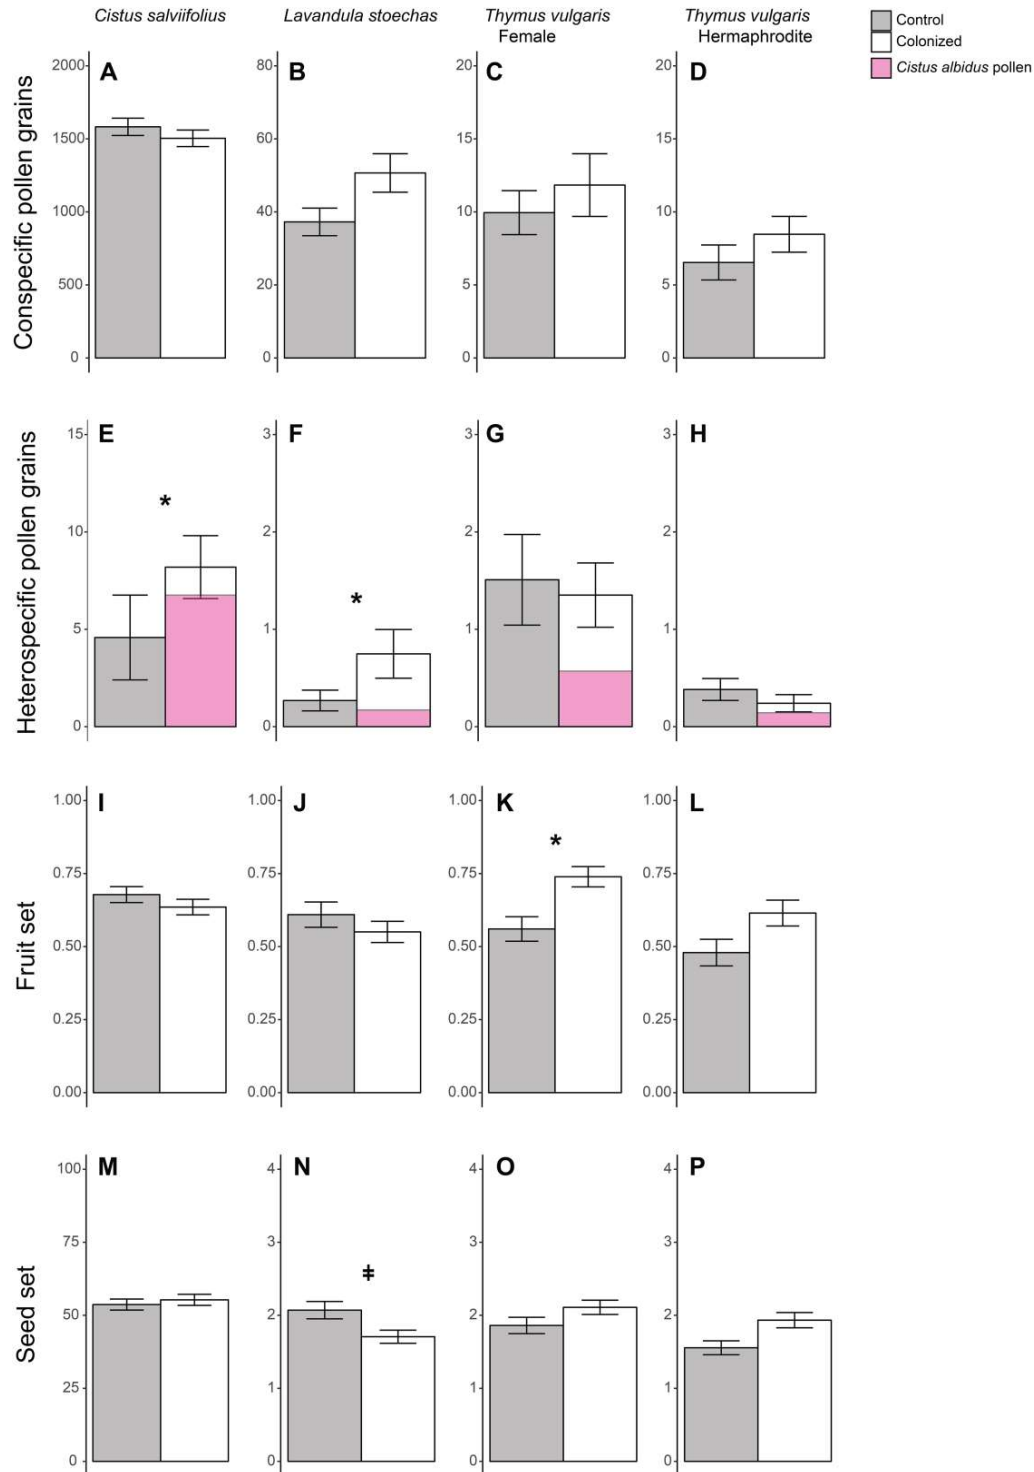 Cistus salviifolius
Lavandula stoechas
Thymus vulgaris
Female
Thymus vulgaris
Hermaphrodite
Control
Colonized
Cistus albidus pollen
Conspecific pollen grains
A
2000
1500
1000
500
0
B
80
60
40
20
0
C
20
15
10
5
0
D
20
15
10
5
0
Heterospecific pollen grains
E
15
10
5
0
*
F
3
2
1
0
*
G
3
2
1
0
H
3
2
1
0
Fruit set
I
1.00
0.75
0.50
0.25
0.00
J
1.00
0.75
0.50
0.25
0.00
K
1.00
0.75
0.50
0.25
0.00
*
L
1.00
0.75
0.50
0.25
0.00
Seed set
M
100
75
50
25
0
N
4
3
2
1
0
ǂ
O
4
3
2
1
0
P
4
3
2
1
0